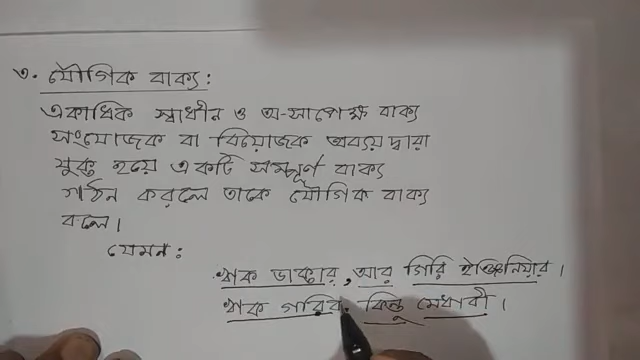 ৩. যৌগিক বাক্য :
একাধিক স্বাধীন ও অ-সাপেক্ষ বাক্য
সংযোজক বা বিয়োজক অব্যয় দ্বারা
যুক্ত হয়ে একটি সম্পূর্ণ বাক্য
গঠন করলে তাকে যৌগিক বাক্য
বলে।
যেমন :
ডাক্তার, আর গিরি ইঞ্জিনিয়ার।
গরিব, কিন্তু মেধাবী।